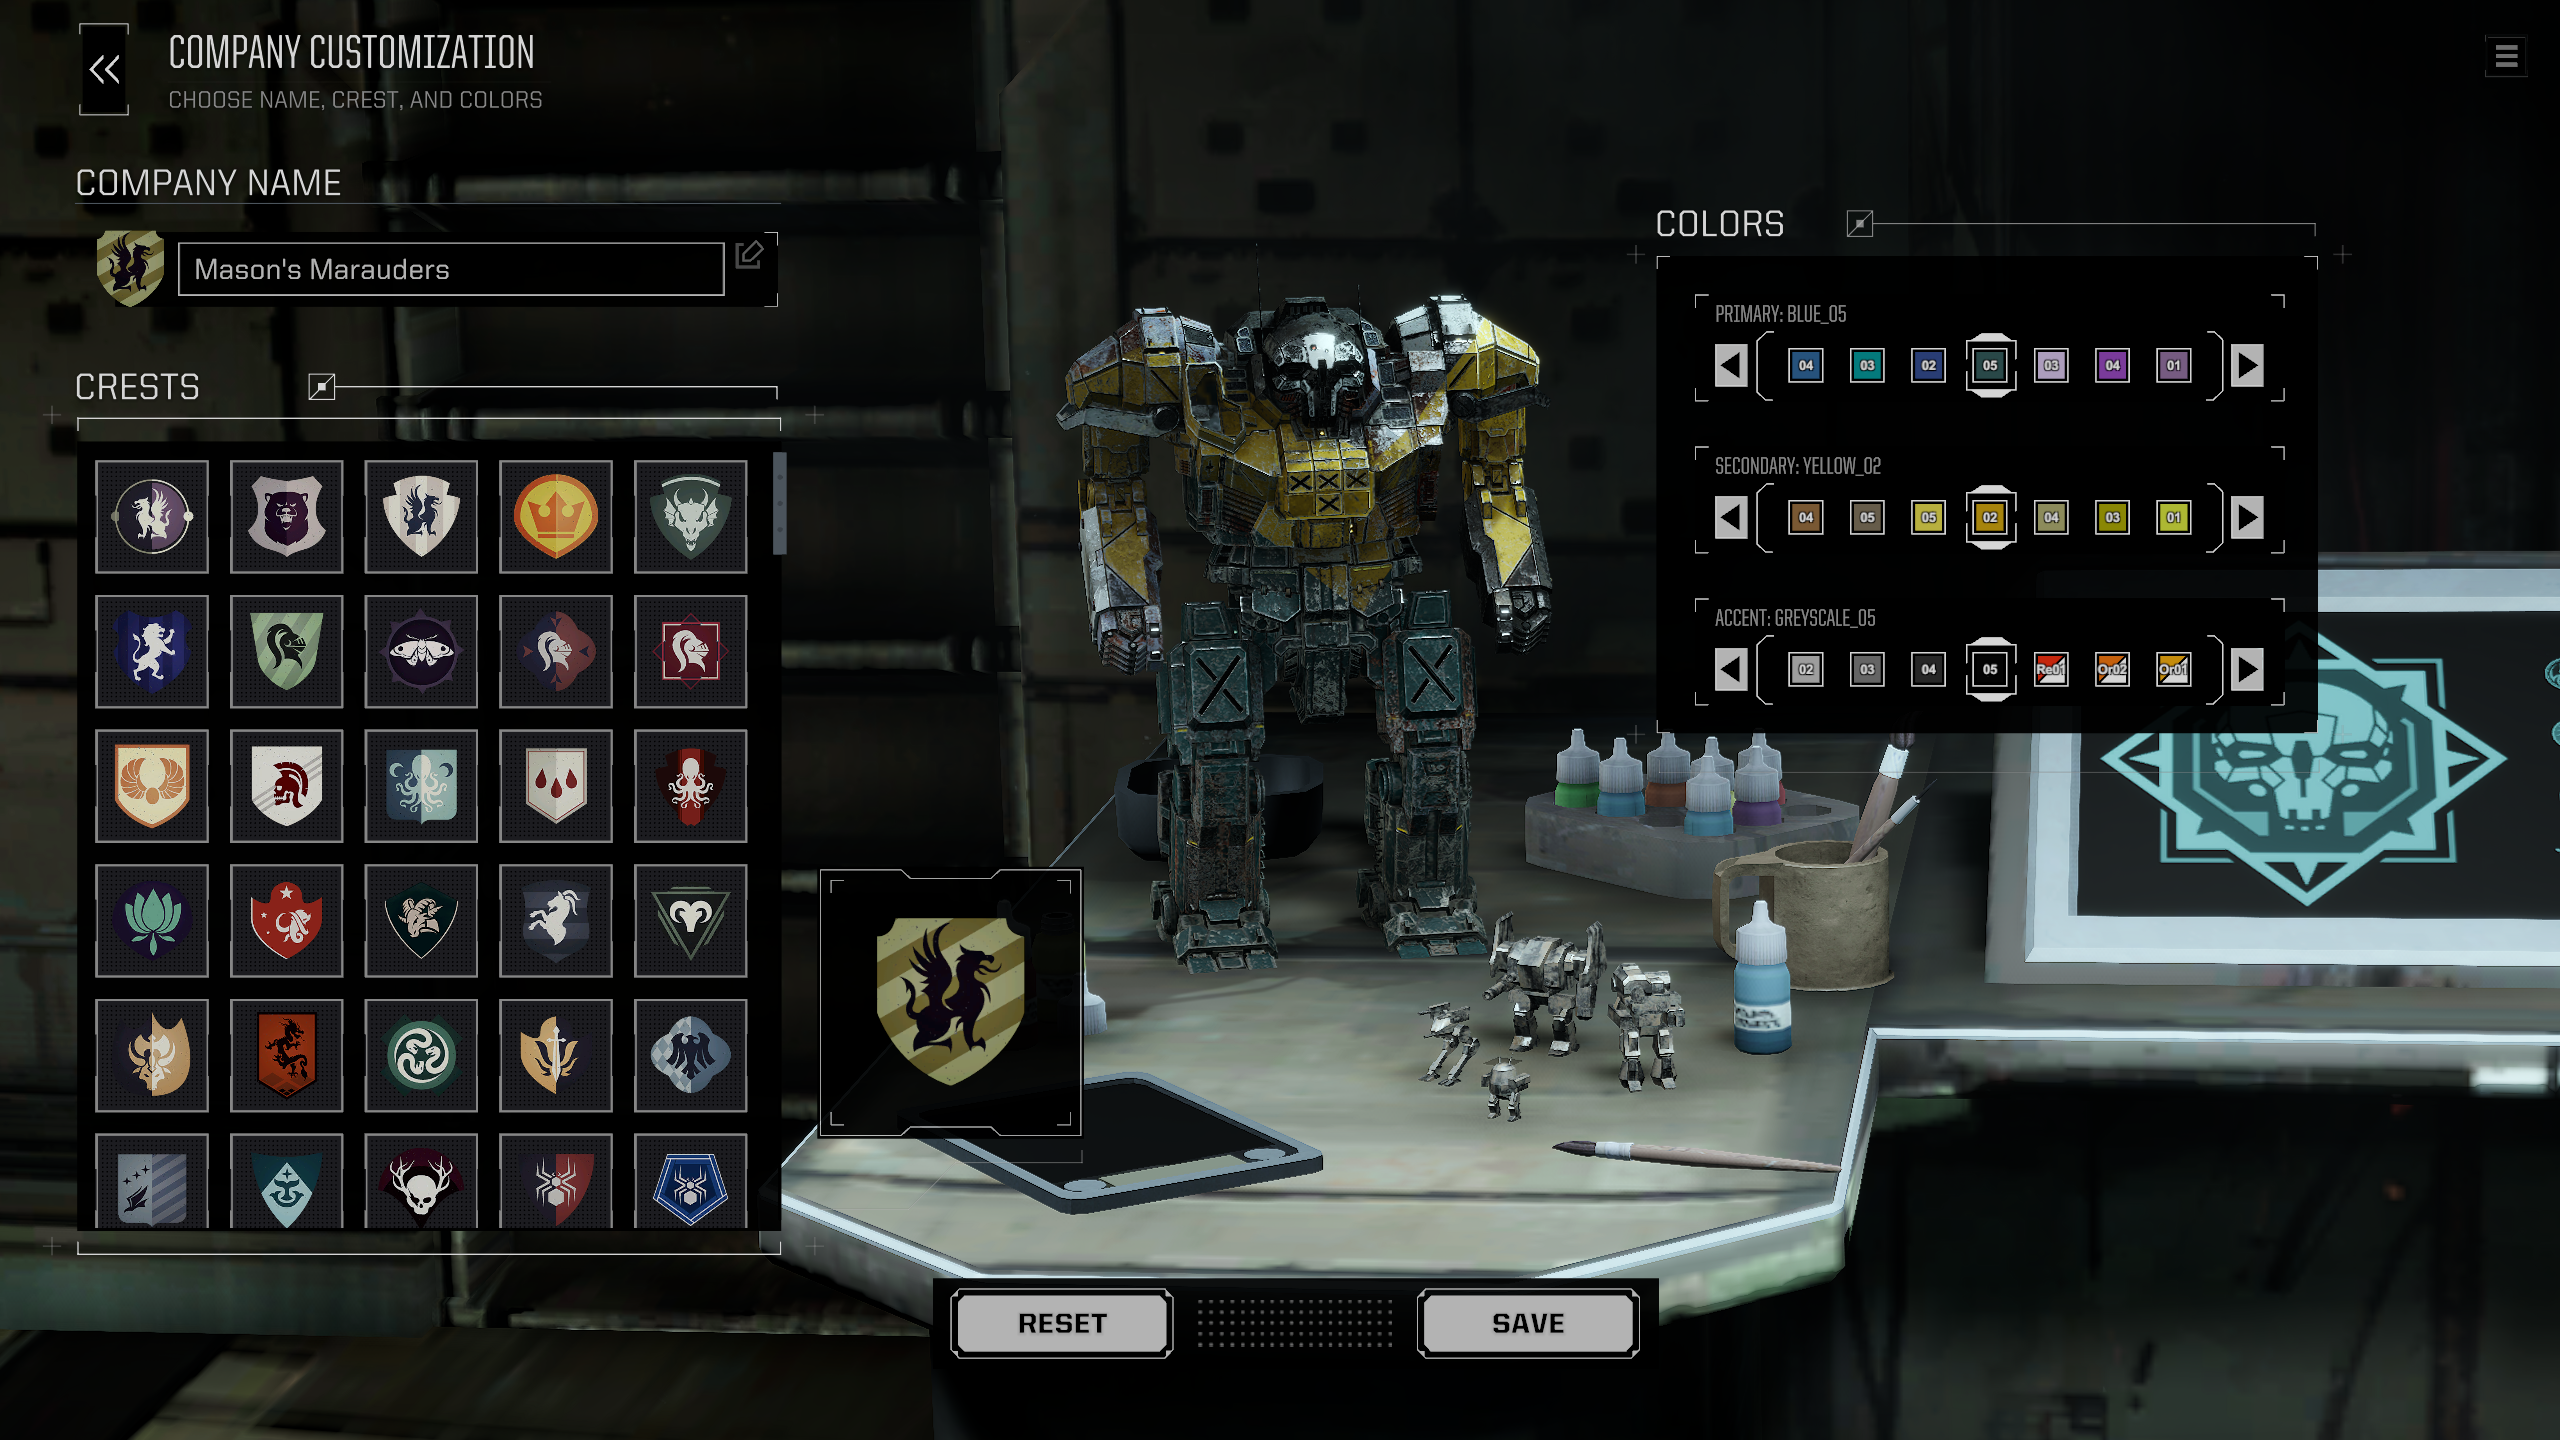 COMPANY CUSTOMIZATION
CHOOSE NAME, CREST, AND COLORS
COMPANY NAME
Mason's Marauders
CRESTS
COLORS
PRIMARY: BLUE_05
04 03 02 05 03 04 01
SECONDARY: YELLOW_02
04 05 05 02 04 03 01
ACCENT: GREYSCALE_05
02 03 04 05 Re01 Or02 Or01
RESET
SAVE